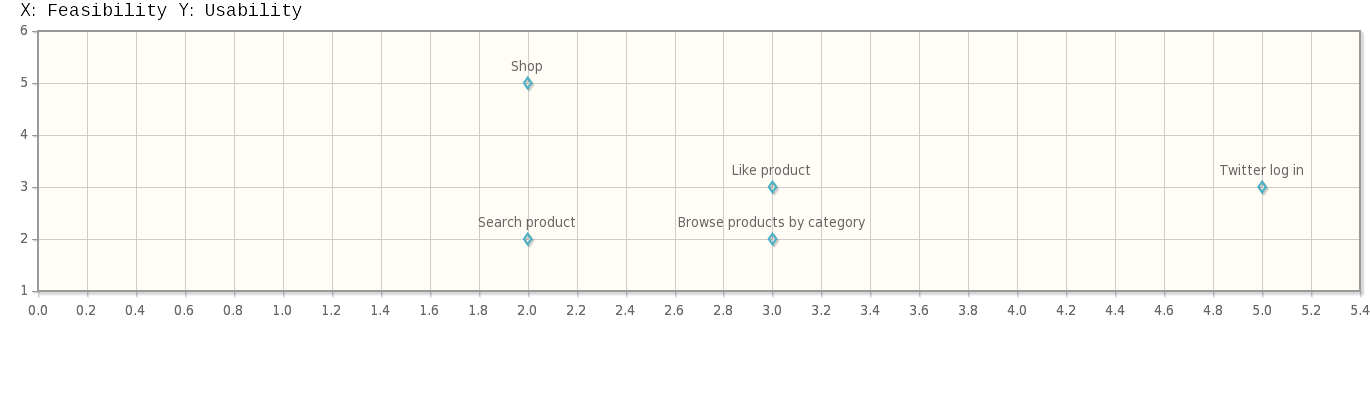 X: Feasibility Y: Usability
6
Shop
5
4
Like product
Twitter log in
3
Search product
Browse products by category
2
1
0.0 0.2 0.4 0.6 0.8 1.0 1.2 1.4 1.6 1.8 2.0 2.2 2.4 2.6 2.8 3.0 3.2 3.4 3.6 3.8 4.0 4.2 4.4 4.6 4.8 5.0 5.2 5.4